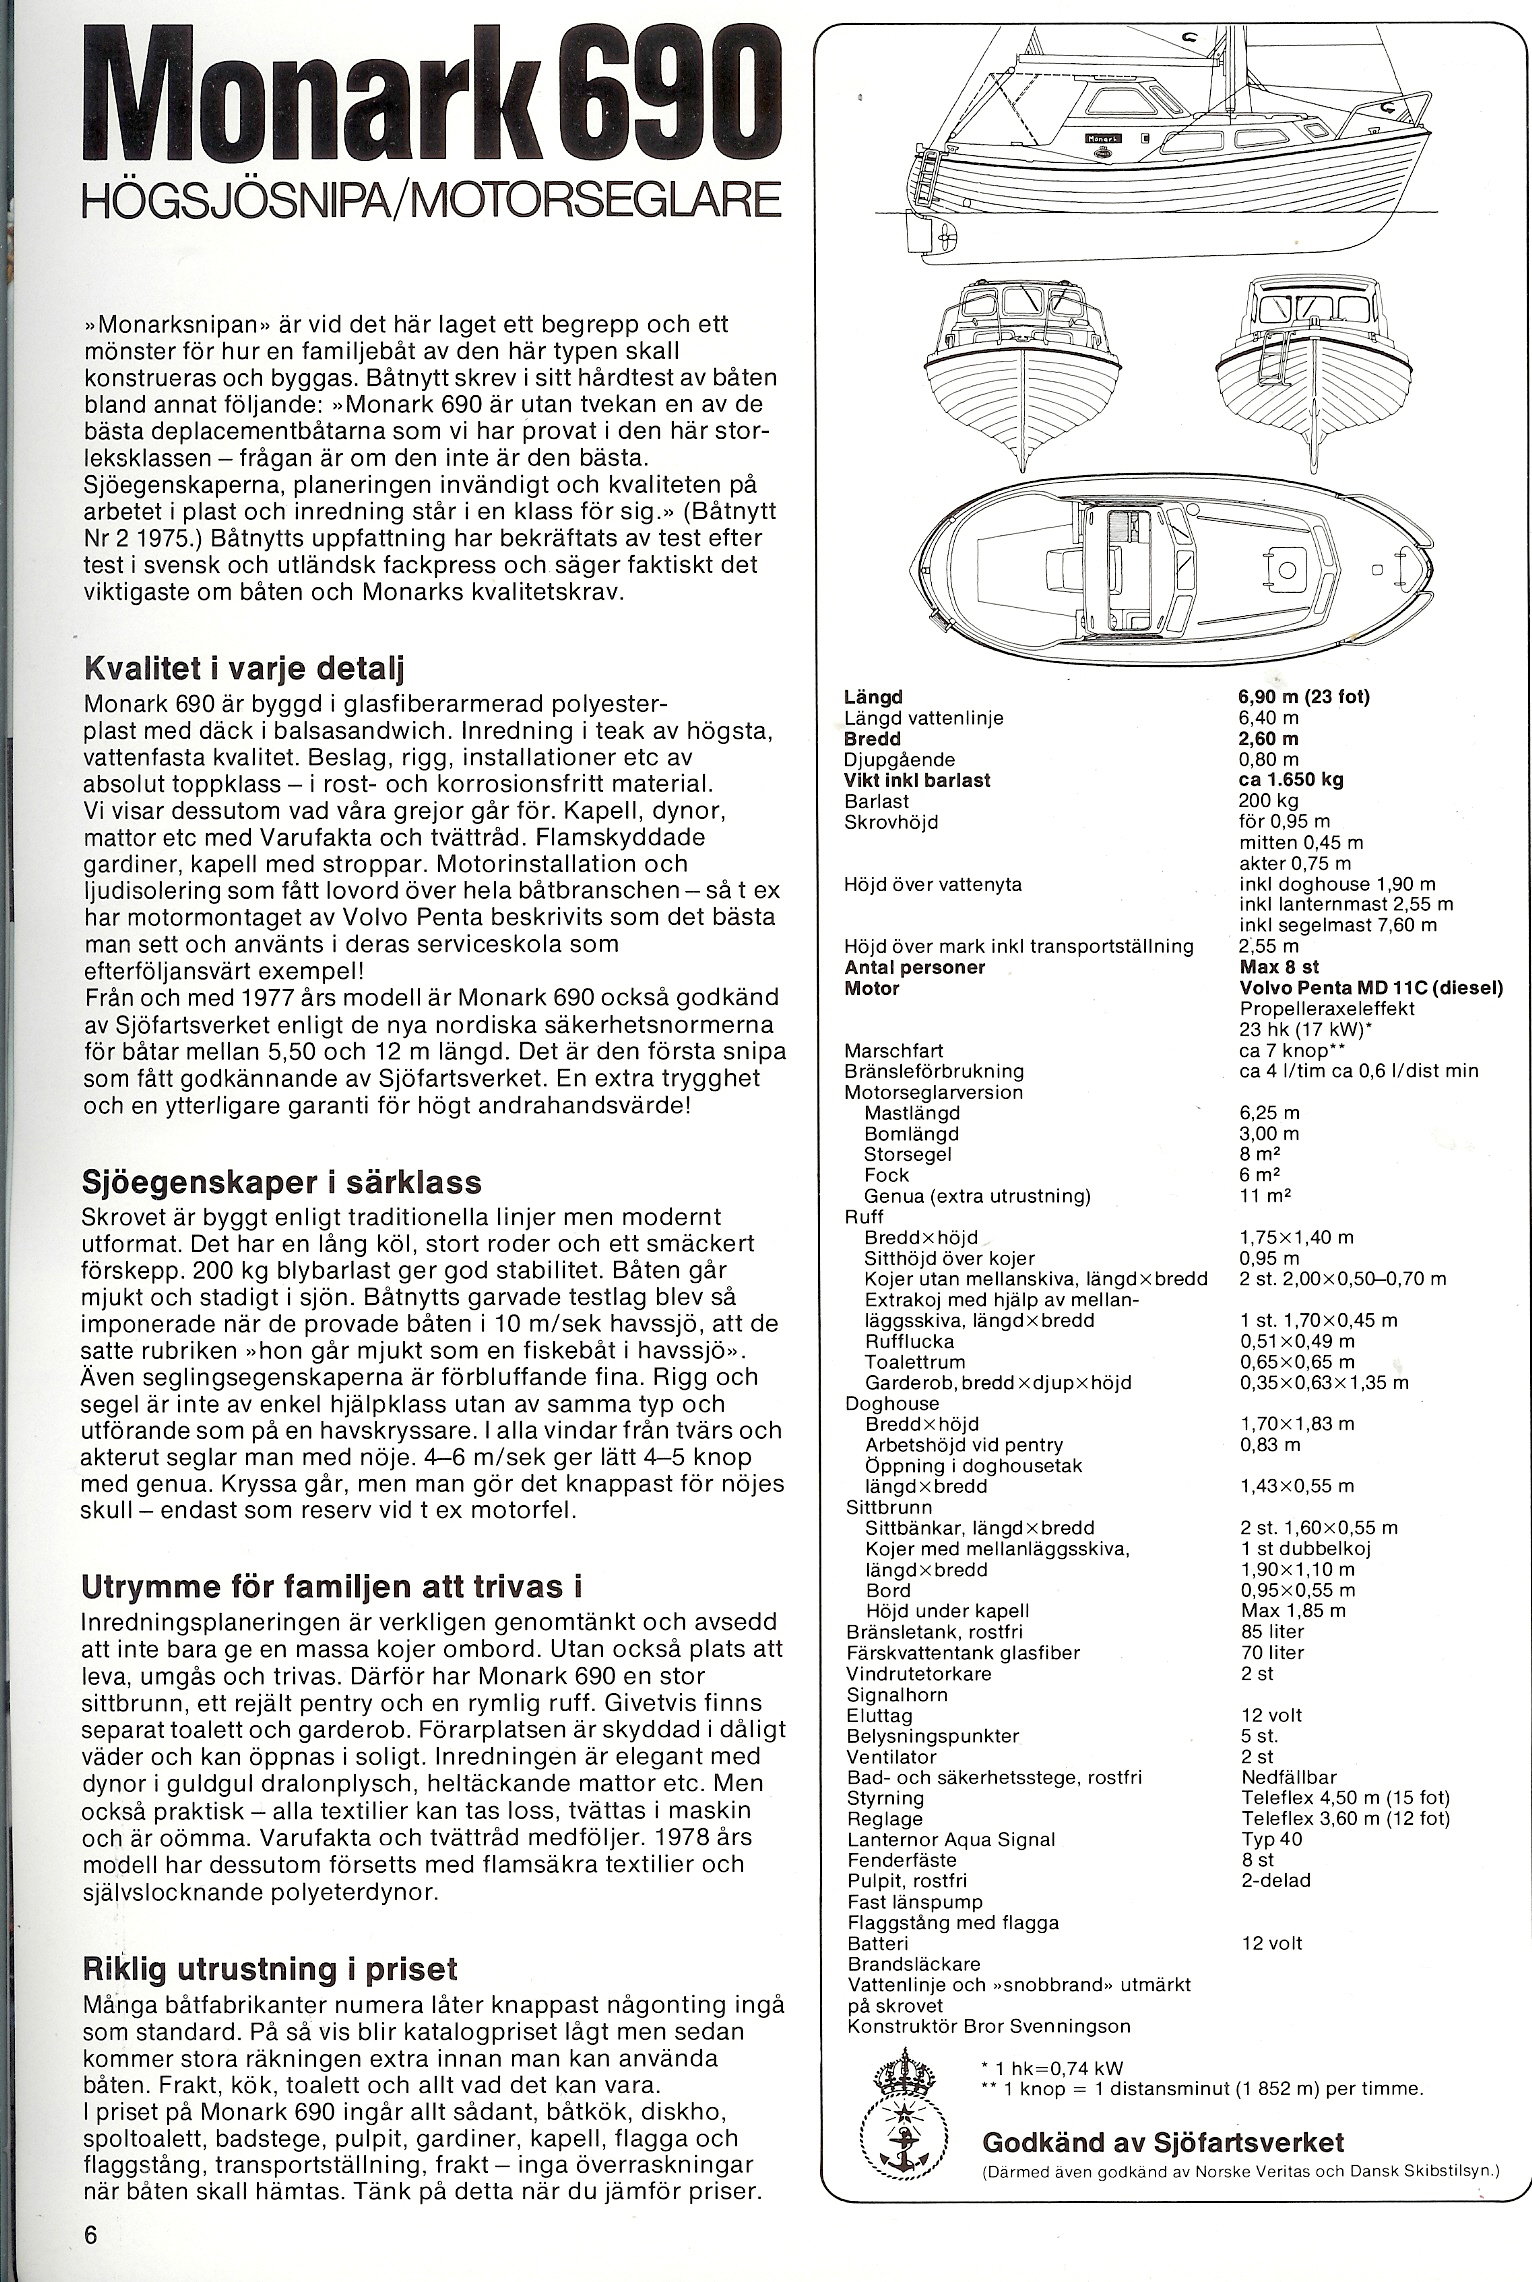 Monark 690
HÖGSJÖSNIPA/MOTORSEGLARE
»Monarksnipan» är vid det här laget ett begrepp och ett
mönster för hur en familjebåt av den här typen skall
konstrueras och byggas. Båtnytt skrev i sitt hårdtest av båten
bland annat följande: »Monark 690 är utan tvekan en av de
bästa deplacementbåtarna som vi har provat i den här stor-
leksklassen – frågan är om den inte är den bästa.
Sjöegenskaperna, planeringen invändigt och kvaliteten på
arbetet i plast och inredning står i en klass för sig.» (Båtnytt
Nr 2 1975.) Båtnytts uppfattning har bekräftats av test efter
test i svensk och utländsk fackpress och säger faktiskt det
viktigaste om båten och Monarks kvalitetskrav.
Kvalitet i varje detalj
Monark 690 är byggd i glasfiberarmerad polyester-
plast med däck i balsasandwich. Inredning i teak av högsta,
vattenfasta kvalitet. Beslag, rigg, installationer etc av
absolut toppklass – i rost- och korrosionsfritt material.
Vi visar dessutom vad våra grejor går för. Kapell, dynor,
mattor etc med Varufakta och tvättråd. Flamskyddade
gardiner, kapell med stroppar. Motorinstallation och
ljudisolering som fått lovord över hela båtbranschen – så t ex
har motormontaget av Volvo Penta beskrivits som det bästa
man sett och använts i deras serviceskola som
efterföljansvärt exempel!
Från och med 1977 års modell är Monark 690 också godkänd
av Sjöfartsverket enligt de nya nordiska säkerhetsnormerna
för båtar mellan 5,50 och 12 m längd. Det är den första snipa
som fått godkännande av Sjöfartsverket. En extra trygghet
och en ytterligare garanti för högt andrahandsvärde!
Sjöegenskaper i särklass
Skrovet är byggt enligt traditionella linjer men modernt
utformat. Det har en lång köl, stort roder och ett smäckert
förskepp. 200 kg blybarlast ger god stabilitet. Båten går
mjukt och stadigt i sjön. Båtnytts garvade testlag blev så
imponerade när de provade båten i 10 m/sek havssjö, att de
satte rubriken »hon går mjukt som en fiskebåt i havssjö».
Även seglingsegenskaperna är förbluffande fina. Rigg och
segel är inte av enkel hjälpklass utan av samma typ och
utförande som på en havskryssare. I alla vindar från tvärs och
akterut seglar man med nöje. 4–6 m/sek ger lätt 4–5 knop
med genua. Kryssa går, men man gör det knappast för nöjes
skull – endast som reserv vid t ex motorfel.
Utrymme för familjen att trivas i
Inredningsplaneringen är verkligen genomtänkt och avsedd
att inte bara ge en massa kojer ombord. Utan också plats att
leva, umgås och trivas. Därför har Monark 690 en stor
sittbrunn, ett rejält pentry och en rymlig ruff. Givetvis finns
separat toalett och garderob. Förarplatsen är skyddad i dåligt
väder och kan öppnas i soligt. Inredningen är elegant med
dynor i guldgul dralonplysch, heltäckande mattor etc. Men
också praktisk – alla textilier kan tas loss, tvättas i maskin
och är oömma. Varufakta och tvättråd medföljer. 1978 års
modell har dessutom försetts med flamsäkra textilier och
självslocknande polyeterdynor.
Riklig utrustning i priset
Många båtfabrikanter numera låter knappast någonting ingå
som standard. På så vis blir katalogpriset lågt men sedan
kommer stora räkningen extra innan man kan använda
båten. Frakt, kök, toalett och allt vad det kan vara.
I priset på Monark 690 ingår allt sådant, båtkök, diskho,
spoltoalett, badstege, pulpit, gardiner, kapell, flagga och
flaggstång, transportställning, frakt – inga överraskningar
när båten skall hämtas. Tänk på detta när du jämför priser.
6
Monark
Längd 6,90 m (23 fot)
Längd vattenlinje 6,40 m
Bredd 2,60 m
Djupgående 0,80 m
Vikt inkl barlast ca 1.650 kg
Barlast 200 kg
Skrovhöjd för 0,95 m
mitten 0,45 m
akter 0,75 m
Höjd över vattenyta inkl doghouse 1,90 m
inkl lanternmast 2,55 m
inkl segelmast 7,60 m
Höjd över mark inkl transportställning 2,55 m
Antal personer Max 8 st
Motor Volvo Penta MD 11C (diesel)
Propelleraxeleffekt
23 hk (17 kW)*
Marschfart ca 7 knop**
Bränsleförbrukning ca 4 l/tim ca 0,6 l/dist min
Motorseglarversion
Mastlängd 6,25 m
Bomlängd 3,00 m
Storsegel 8 m²
Fock 6 m²
Genua (extra utrustning) 11 m²
Ruff
Bredd×höjd 1,75×1,40 m
Sitthöjd över kojer 0,95 m
Kojer utan mellanskiva, längd×bredd 2 st. 2,00×0,50–0,70 m
Extrakoj med hjälp av mellan-
läggsskiva, längd×bredd 1 st. 1,70×0,45 m
Rufflucka 0,51×0,49 m
Toalettrum 0,65×0,65 m
Garderob, bredd×djup×höjd 0,35×0,63×1,35 m
Doghouse
Bredd×höjd 1,70×1,83 m
Arbetshöjd vid pentry 0,83 m
Öppning i doghousetak
längd×bredd 1,43×0,55 m
Sittbrunn
Sittbänkar, längd×bredd 2 st. 1,60×0,55 m
Kojer med mellanläggsskiva, 1 st dubbelkoj
längd×bredd 1,90×1,10 m
Bord 0,95×0,55 m
Höjd under kapell Max 1,85 m
Bränsletank, rostfri 85 liter
Färskvattentank glasfiber 70 liter
Vindrutetorkare 2 st
Signalhorn
Eluttag 12 volt
Belysningspunkter 5 st.
Ventilator 2 st
Bad- och säkerhetsstege, rostfri Nedfällbar
Styrning Teleflex 4,50 m (15 fot)
Reglage Teleflex 3,60 m (12 fot)
Lanternor Aqua Signal Typ 40
Fenderfäste 8 st
Pulpit, rostfri 2-delad
Fast länspump
Flaggstång med flagga
Batteri 12 volt
Brandsläckare
Vattenlinje och »snobbrand» utmärkt
på skrovet
Konstruktör Bror Svenningson
* 1 hk=0,74 kW
** 1 knop = 1 distansminut (1 852 m) per timme.
Godkänd av Sjöfartsverket
(Därmed även godkänd av Norske Veritas och Dansk Skibstilsyn.)